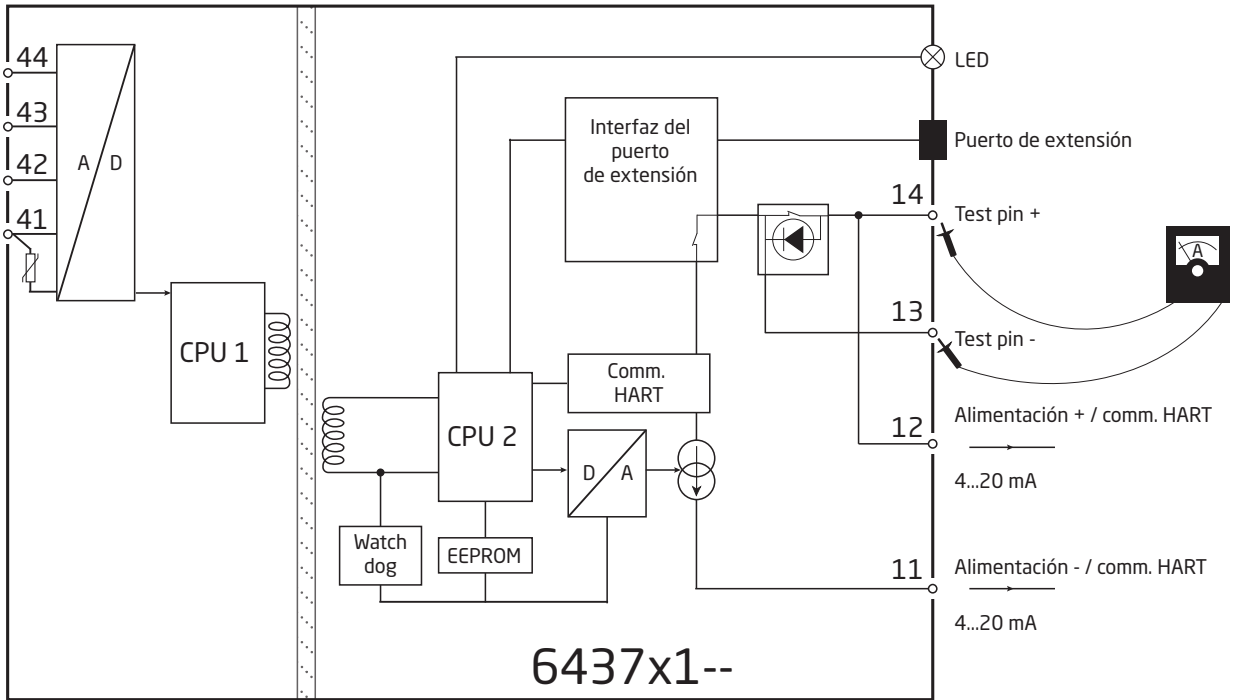 44
43
42
41
A
D
CPU 1
LED
Interfaz del
puerto
de extensión
Puerto de extensión
14
Test pin +
A
13
Test pin -
Comm.
HART
CPU 2
12
Alimentación + / comm. HART
4...20 mA
D
A
Watch
dog
EEPROM
11
Alimentación - / comm. HART
4...20 mA
6437x1--